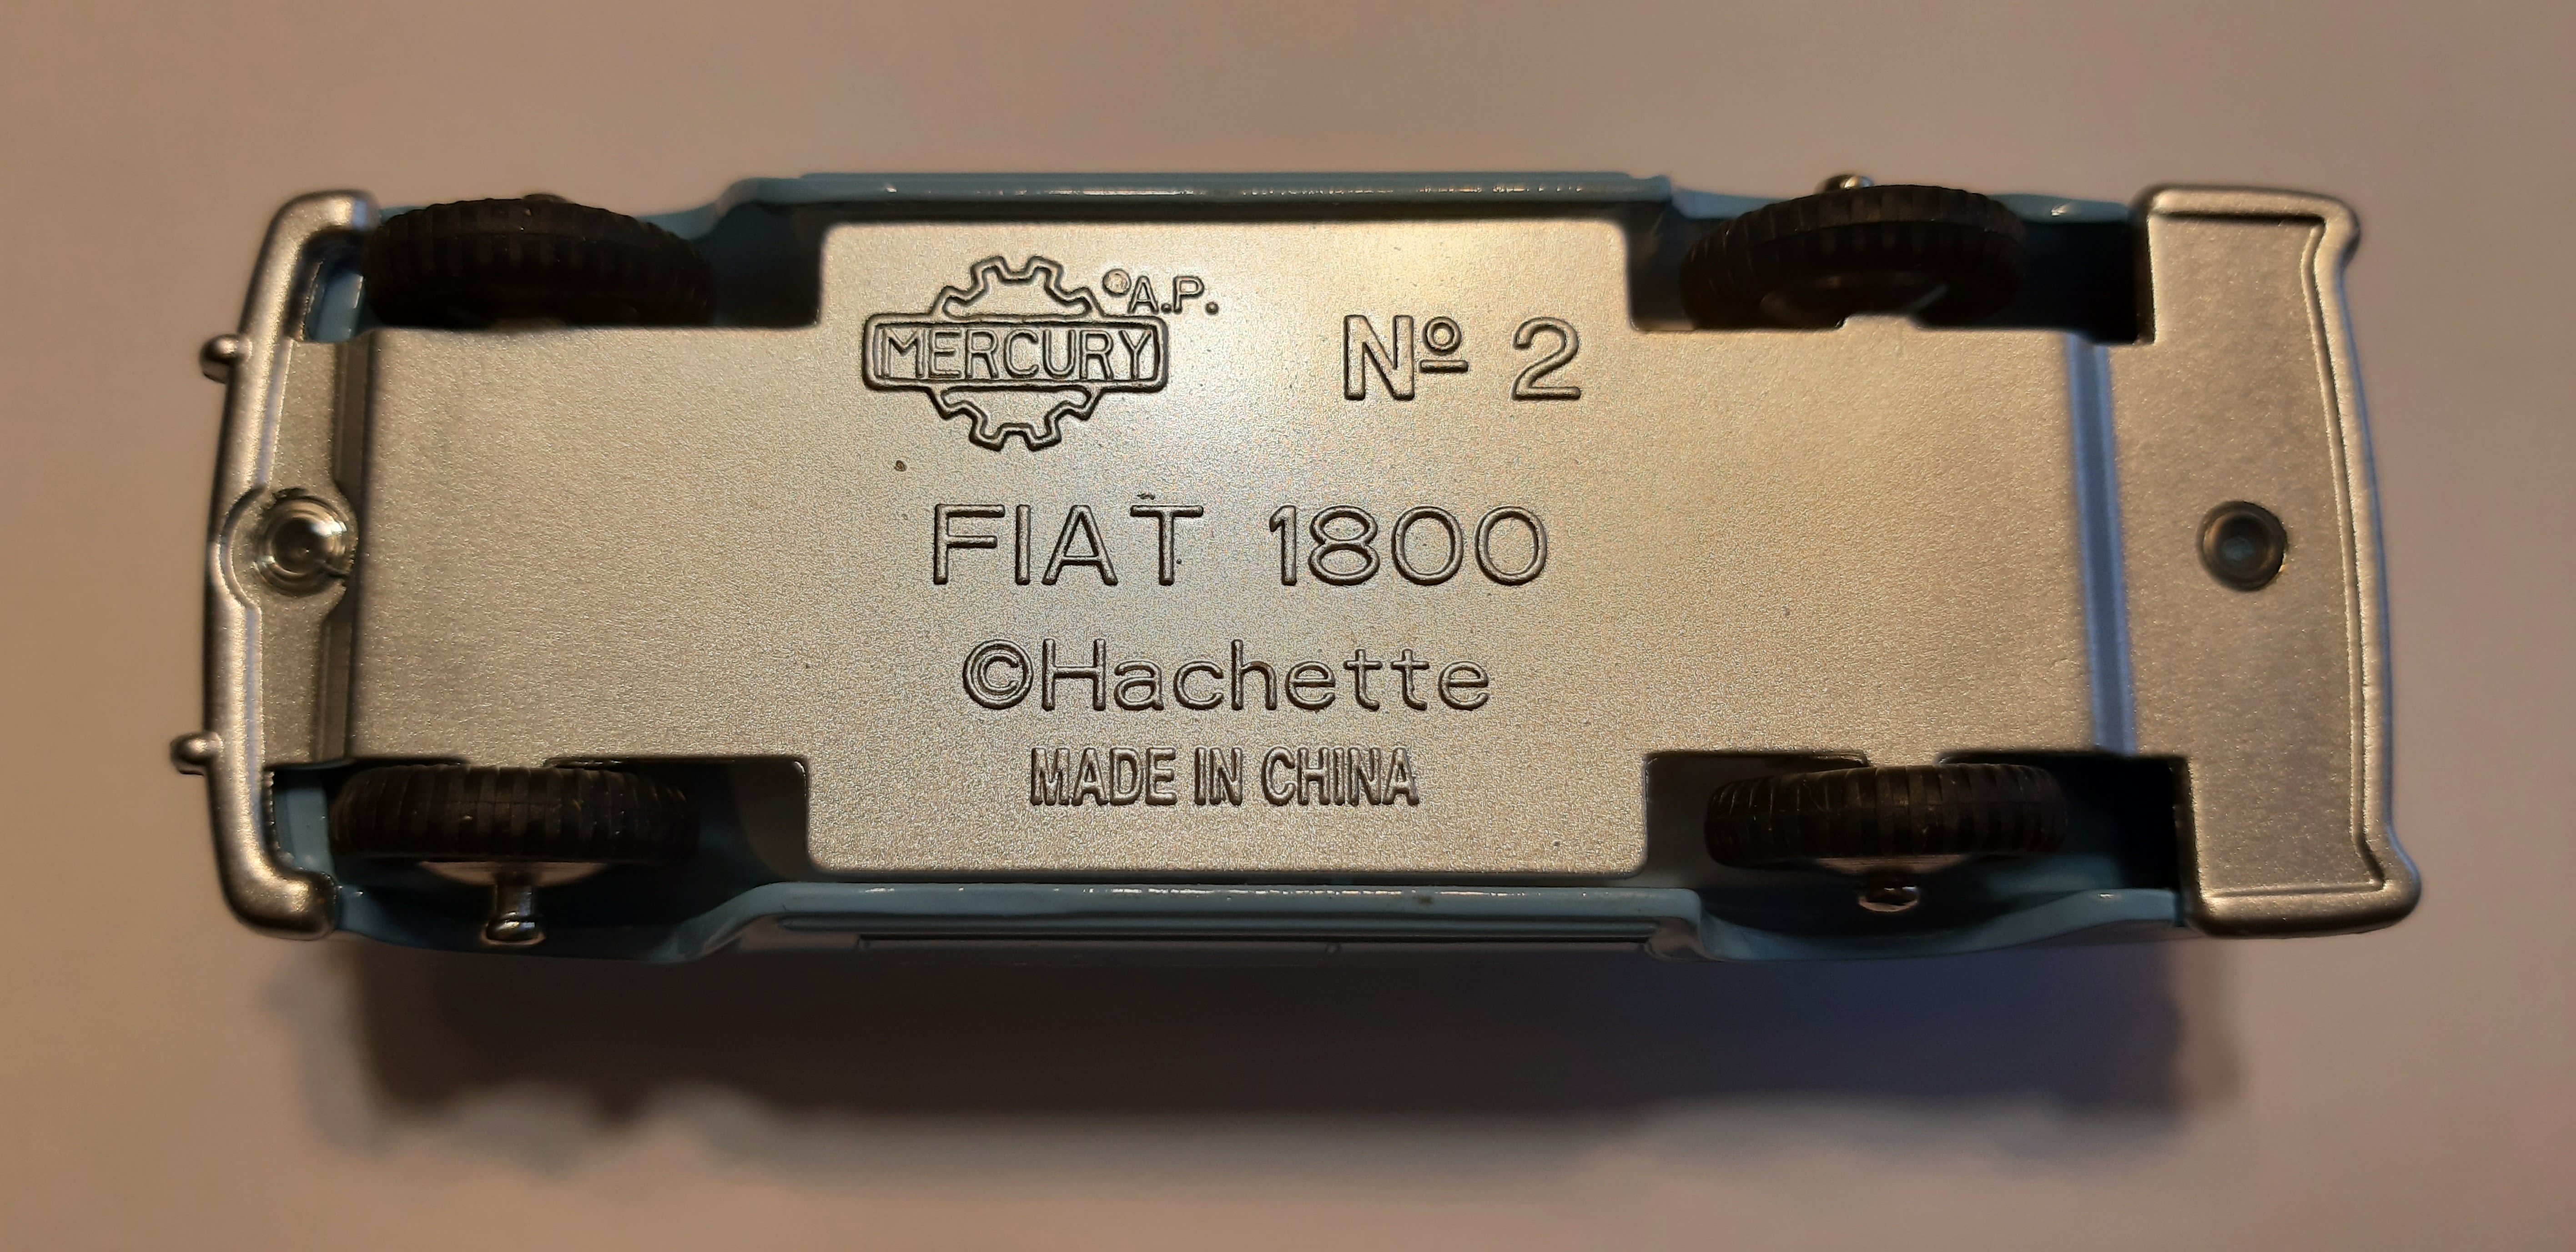 ®A.P.
MERCURY
Nº 2
FIAT 1800
©Hachette
MADE IN CHINA